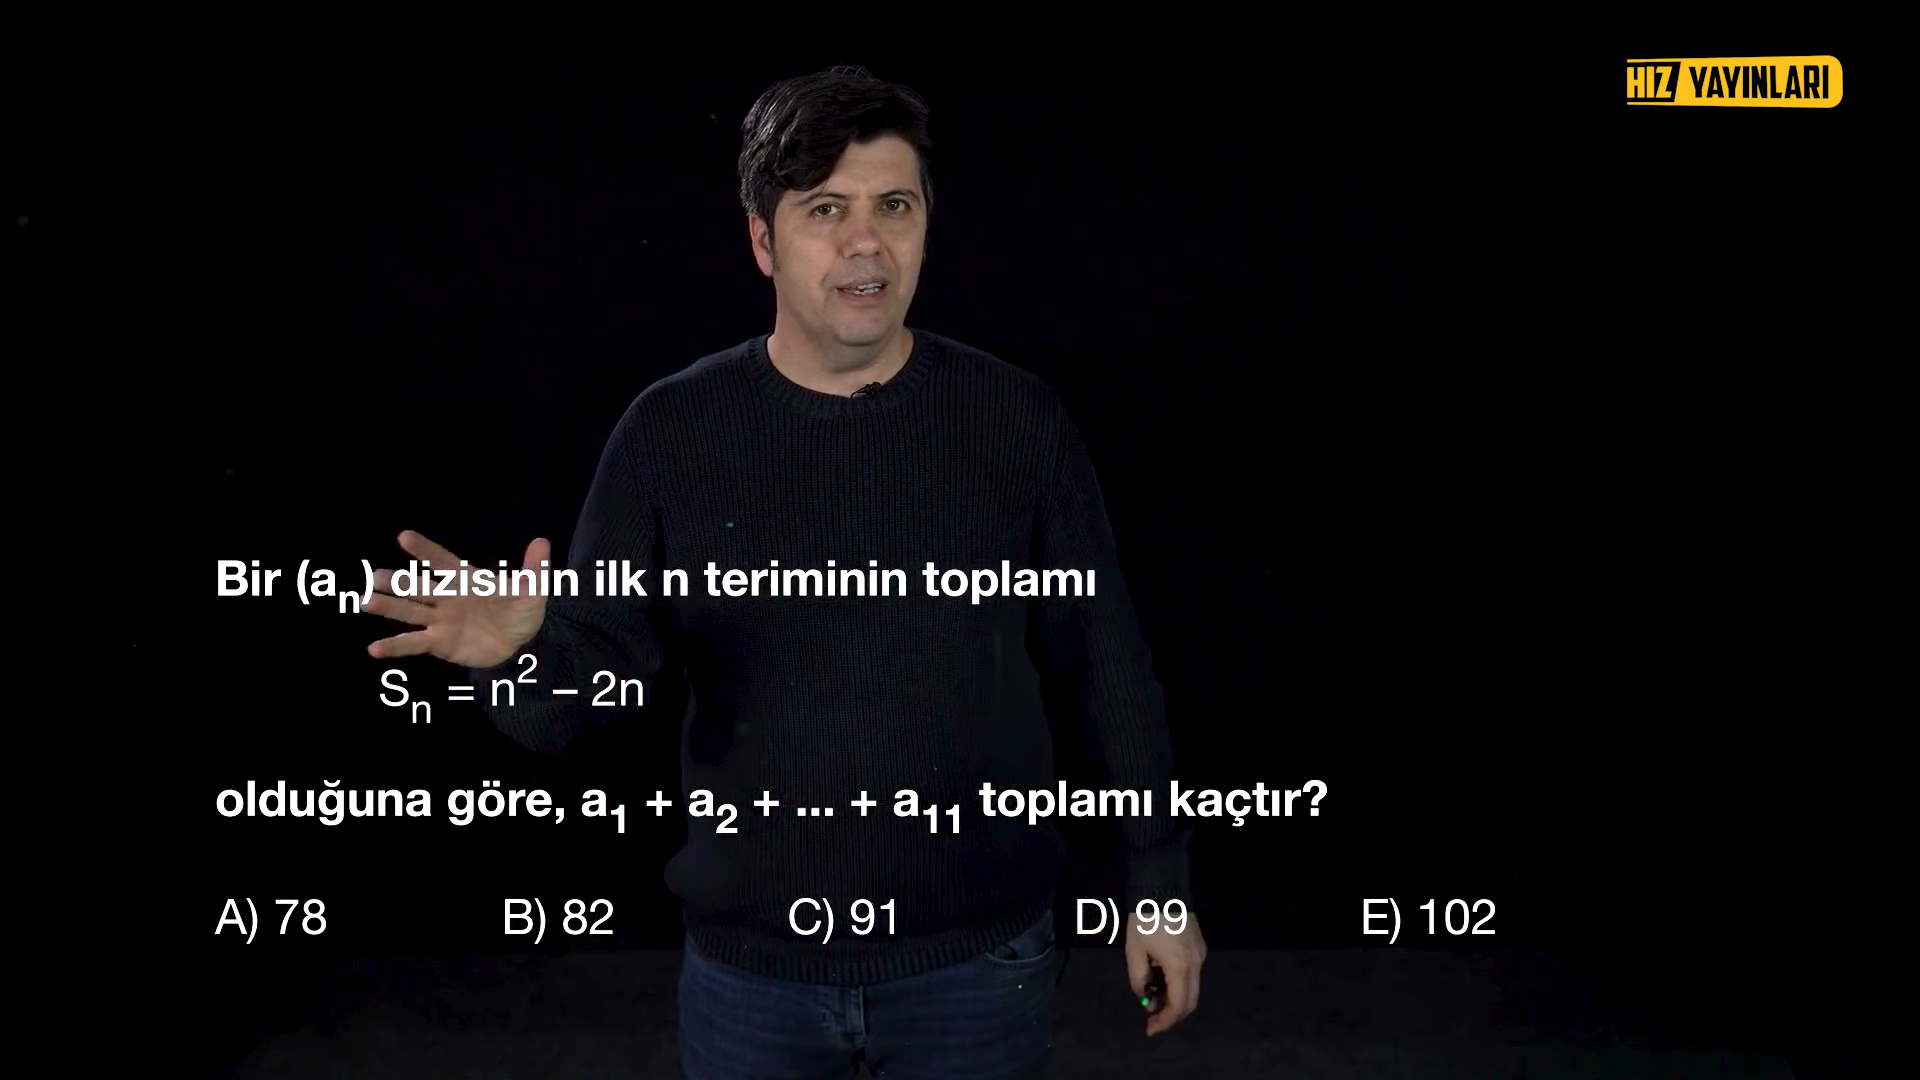 HIZ YAYINLARI
Bir (aₙ) dizisinin ilk n teriminin toplamı
Sₙ = n² – 2n
olduğuna göre, a₁ + a₂ + ... + a₁₁ toplamı kaçtır?
A) 78 B) 82 C) 91 D) 99 E) 102